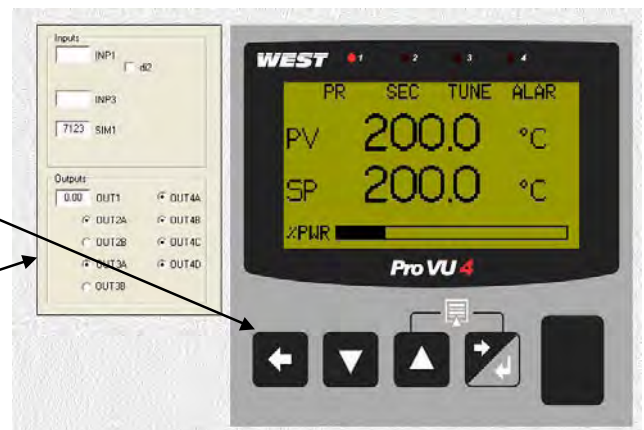 Inputs
INP1
di2
INP3
7123 SIM1
Outputs
0.00 OUT1 OUT4A
OUT2A OUT4B
OUT2B OUT4C
OUT3A OUT4D
OUT3B
WEST 1 2 3 4
PR SEC TUNE ALAR
PV 200.0 °C
SP 200.0 °C
%PWR
Pro VU 4